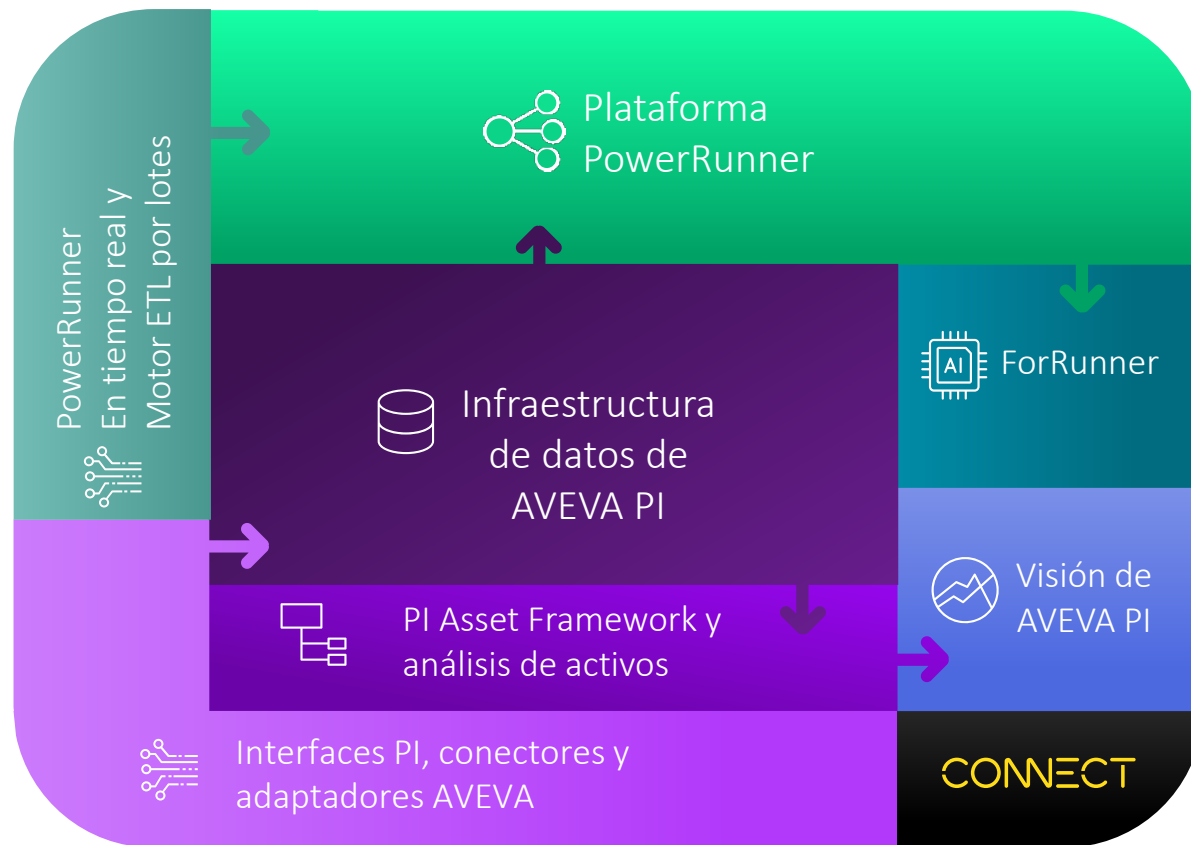 Plataforma
PowerRunner
PowerRunner
En tiempo real y
Motor ETL por lotes
Infraestructura
de datos de
AVEVA PI
AI
ForRunner
Visión de
AVEVA PI
PI Asset Framework y
análisis de activos
Interfaces PI, conectores y
adaptadores AVEVA
CONNECT